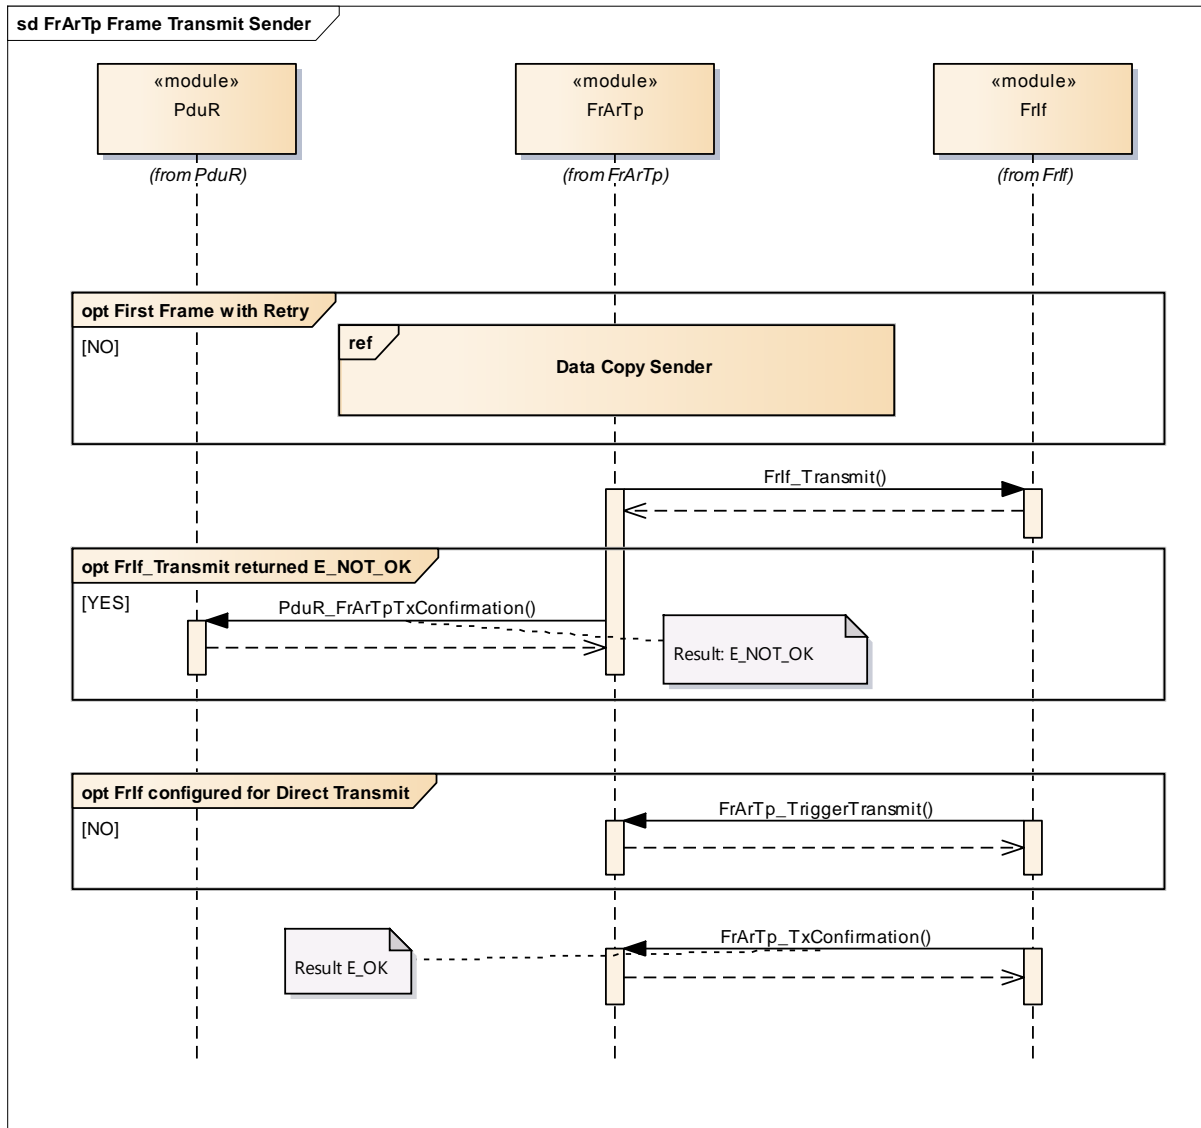 sd FrArTp Frame Transmit Sender
«module»
PduR
(from PduR)
«module»
FrArTp
(from FrArTp)
«module»
FrIf
(from FrIf)
opt First Frame with Retry
[NO]
ref
Data Copy Sender
FrIf_Transmit()
opt FrIf_Transmit returned E_NOT_OK
[YES]
PduR_FrArTpTxConfirmation()
Result: E_NOT_OK
opt FrIf configured for Direct Transmit
[NO]
FrArTp_TriggerTransmit()
FrArTp_TxConfirmation()
Result E_OK